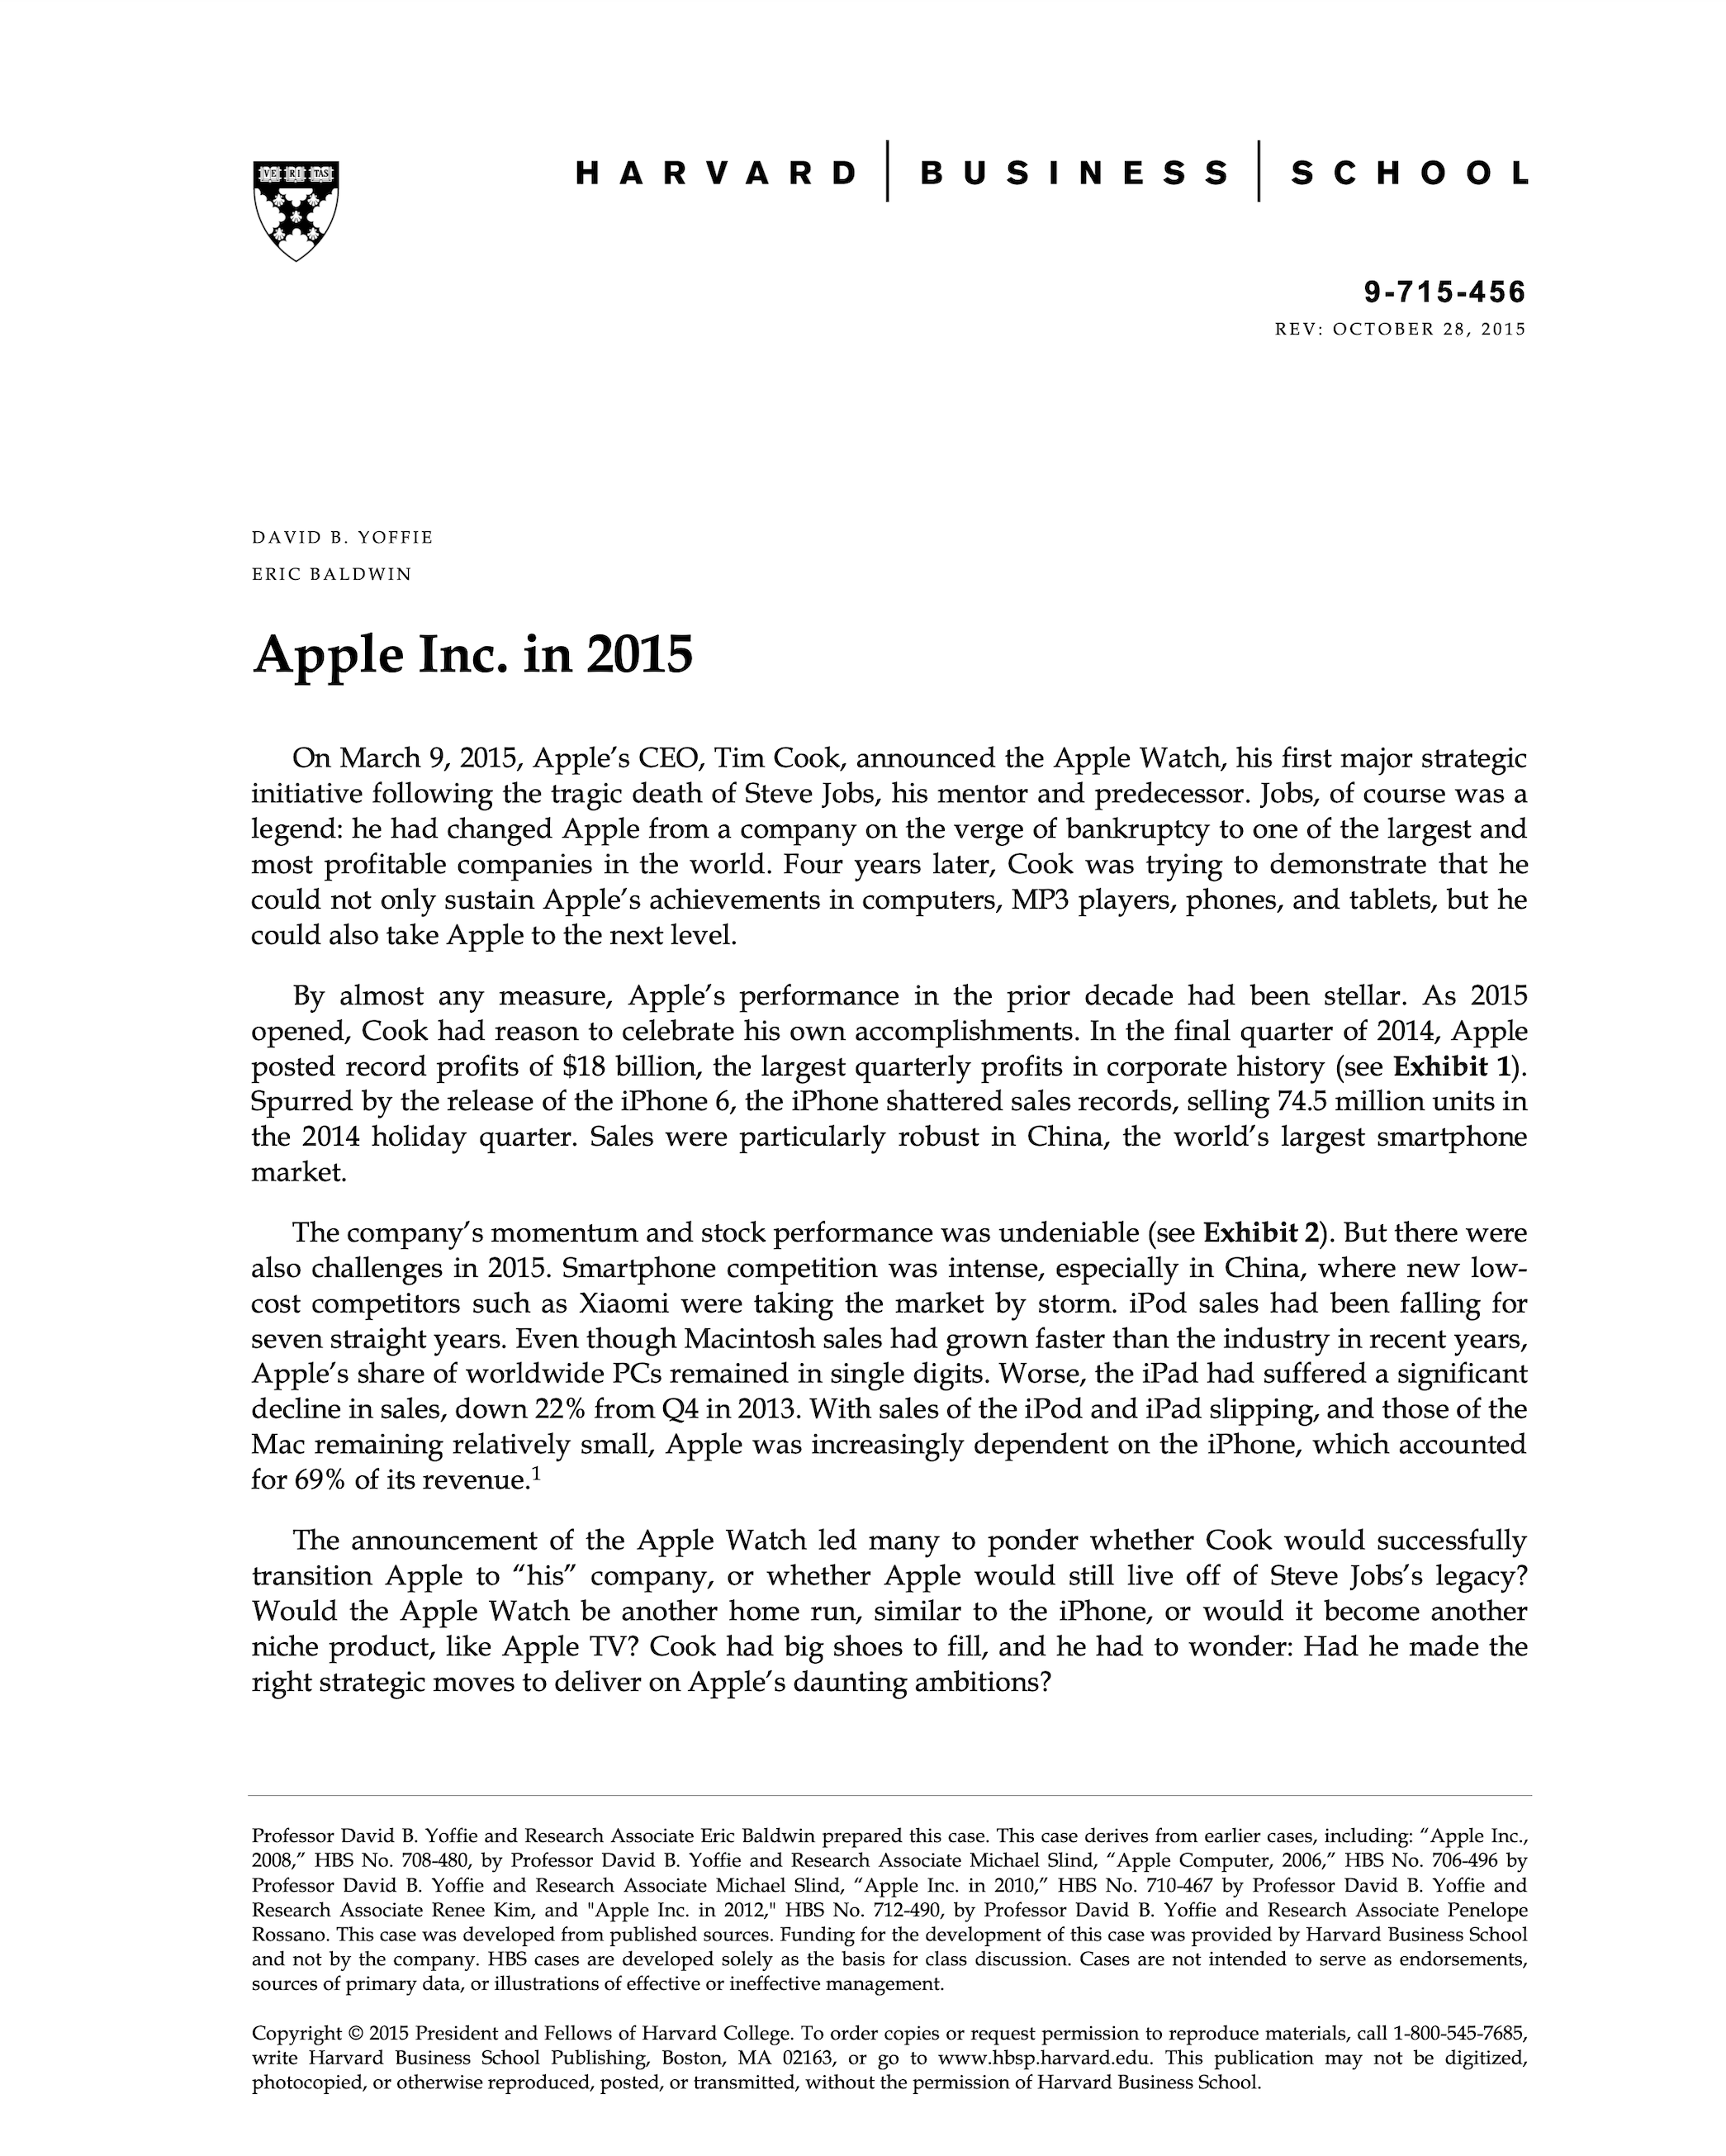 VE RI TAS
HARVARD BUSINESS SCHOOL
9-715-456
REV: OCTOBER 28, 2015
DAVID B. YOFFIE
ERIC BALDWIN
Apple Inc. in 2015
On March 9, 2015, Apple’s CEO, Tim Cook, announced the Apple Watch, his first major strategic
initiative following the tragic death of Steve Jobs, his mentor and predecessor. Jobs, of course was a
legend: he had changed Apple from a company on the verge of bankruptcy to one of the largest and
most profitable companies in the world. Four years later, Cook was trying to demonstrate that he
could not only sustain Apple’s achievements in computers, MP3 players, phones, and tablets, but he
could also take Apple to the next level.
By almost any measure, Apple’s performance in the prior decade had been stellar. As 2015
opened, Cook had reason to celebrate his own accomplishments. In the final quarter of 2014, Apple
posted record profits of $18 billion, the largest quarterly profits in corporate history (see Exhibit 1).
Spurred by the release of the iPhone 6, the iPhone shattered sales records, selling 74.5 million units in
the 2014 holiday quarter. Sales were particularly robust in China, the world’s largest smartphone
market.
The company’s momentum and stock performance was undeniable (see Exhibit 2). But there were
also challenges in 2015. Smartphone competition was intense, especially in China, where new low-
cost competitors such as Xiaomi were taking the market by storm. iPod sales had been falling for
seven straight years. Even though Macintosh sales had grown faster than the industry in recent years,
Apple’s share of worldwide PCs remained in single digits. Worse, the iPad had suffered a significant
decline in sales, down 22% from Q4 in 2013. With sales of the iPod and iPad slipping, and those of the
Mac remaining relatively small, Apple was increasingly dependent on the iPhone, which accounted
for 69% of its revenue.1
The announcement of the Apple Watch led many to ponder whether Cook would successfully
transition Apple to “his” company, or whether Apple would still live off of Steve Jobs’s legacy?
Would the Apple Watch be another home run, similar to the iPhone, or would it become another
niche product, like Apple TV? Cook had big shoes to fill, and he had to wonder: Had he made the
right strategic moves to deliver on Apple’s daunting ambitions?
Professor David B. Yoffie and Research Associate Eric Baldwin prepared this case. This case derives from earlier cases, including: “Apple Inc.,
2008,” HBS No. 708-480, by Professor David B. Yoffie and Research Associate Michael Slind, “Apple Computer, 2006,” HBS No. 706-496 by
Professor David B. Yoffie and Research Associate Michael Slind, “Apple Inc. in 2010,” HBS No. 710-467 by Professor David B. Yoffie and
Research Associate Renee Kim, and "Apple Inc. in 2012," HBS No. 712-490, by Professor David B. Yoffie and Research Associate Penelope
Rossano. This case was developed from published sources. Funding for the development of this case was provided by Harvard Business School
and not by the company. HBS cases are developed solely as the basis for class discussion. Cases are not intended to serve as endorsements,
sources of primary data, or illustrations of effective or ineffective management.
Copyright © 2015 President and Fellows of Harvard College. To order copies or request permission to reproduce materials, call 1-800-545-7685,
write Harvard Business School Publishing, Boston, MA 02163, or go to www.hbsp.harvard.edu. This publication may not be digitized,
photocopied, or otherwise reproduced, posted, or transmitted, without the permission of Harvard Business School.